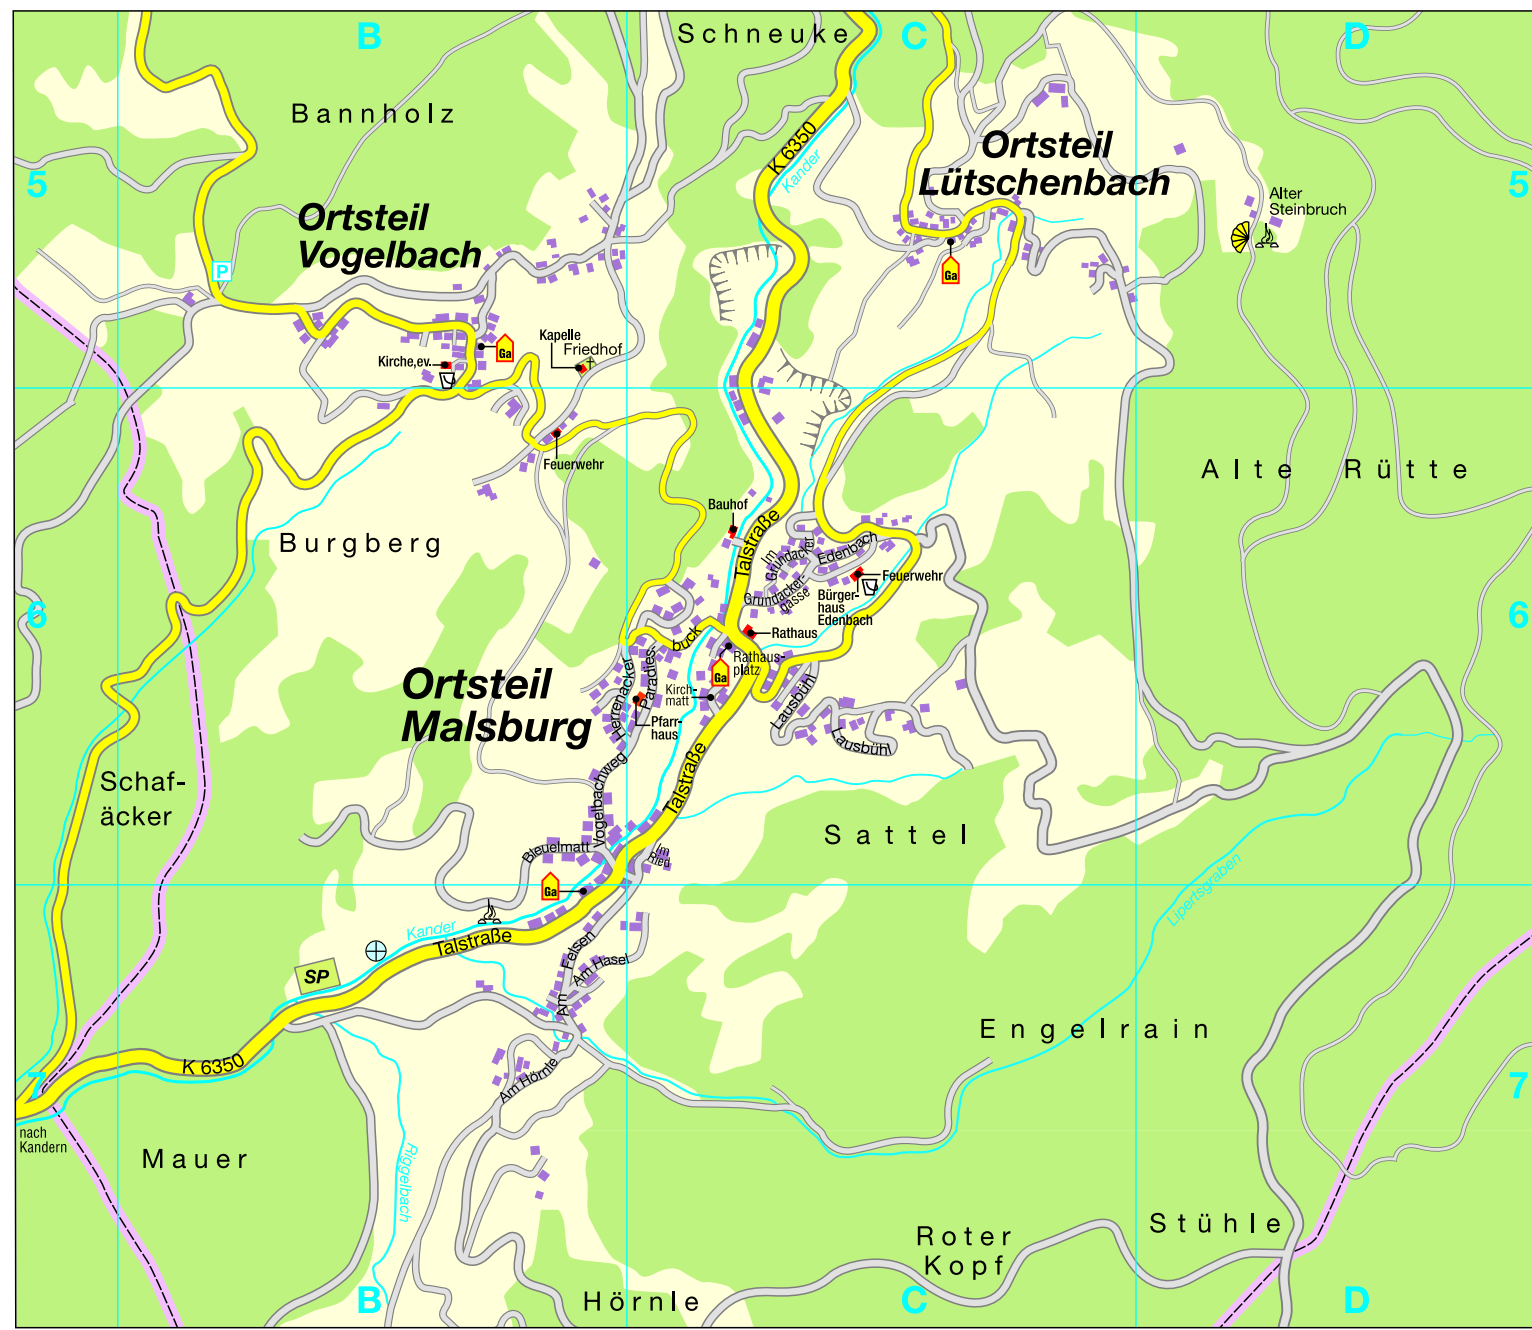 B
Schneuke
C
D
Bannholz
K 6350
Kander
Ortsteil
Lütschenbach
5
5
Alter
Steinbruch
Ortsteil
Vogelbach
P
Ga
Kapelle
Friedhof
Kirche,ev.
Ga
Feuerwehr
Alte Rütte
Bauhof
Talstraße
Im
Grundacker
Edenbach
Burgberg
Grundacker-
gasse
Feuerwehr
Bürger-
haus
Edenbach
6
6
Rathaus
buck
Paradies-
Herrenacker
Rathaus-
platz
Ga
Kirch-
matt
Ortsteil
Malsburg
Pfarr-
haus
Lausbühl
Lausbühl
Vogelbachweg
Talstraße
Schaf-
äcker
Sattel
Bleuelmatt
Im
Ried
Ga
Lipertsgraben
Kander
Talstraße
Am Felsen
Am Hasel
SP
Engelrain
K 6350
Am Hörnle
7
7
nach
Kandern
Mauer
Riggelbach
Stühle
Roter
Kopf
B
Hörnle
C
D